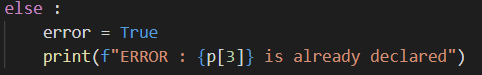 else :
    error = True
    print(f"ERROR : {p[3]} is already declared")